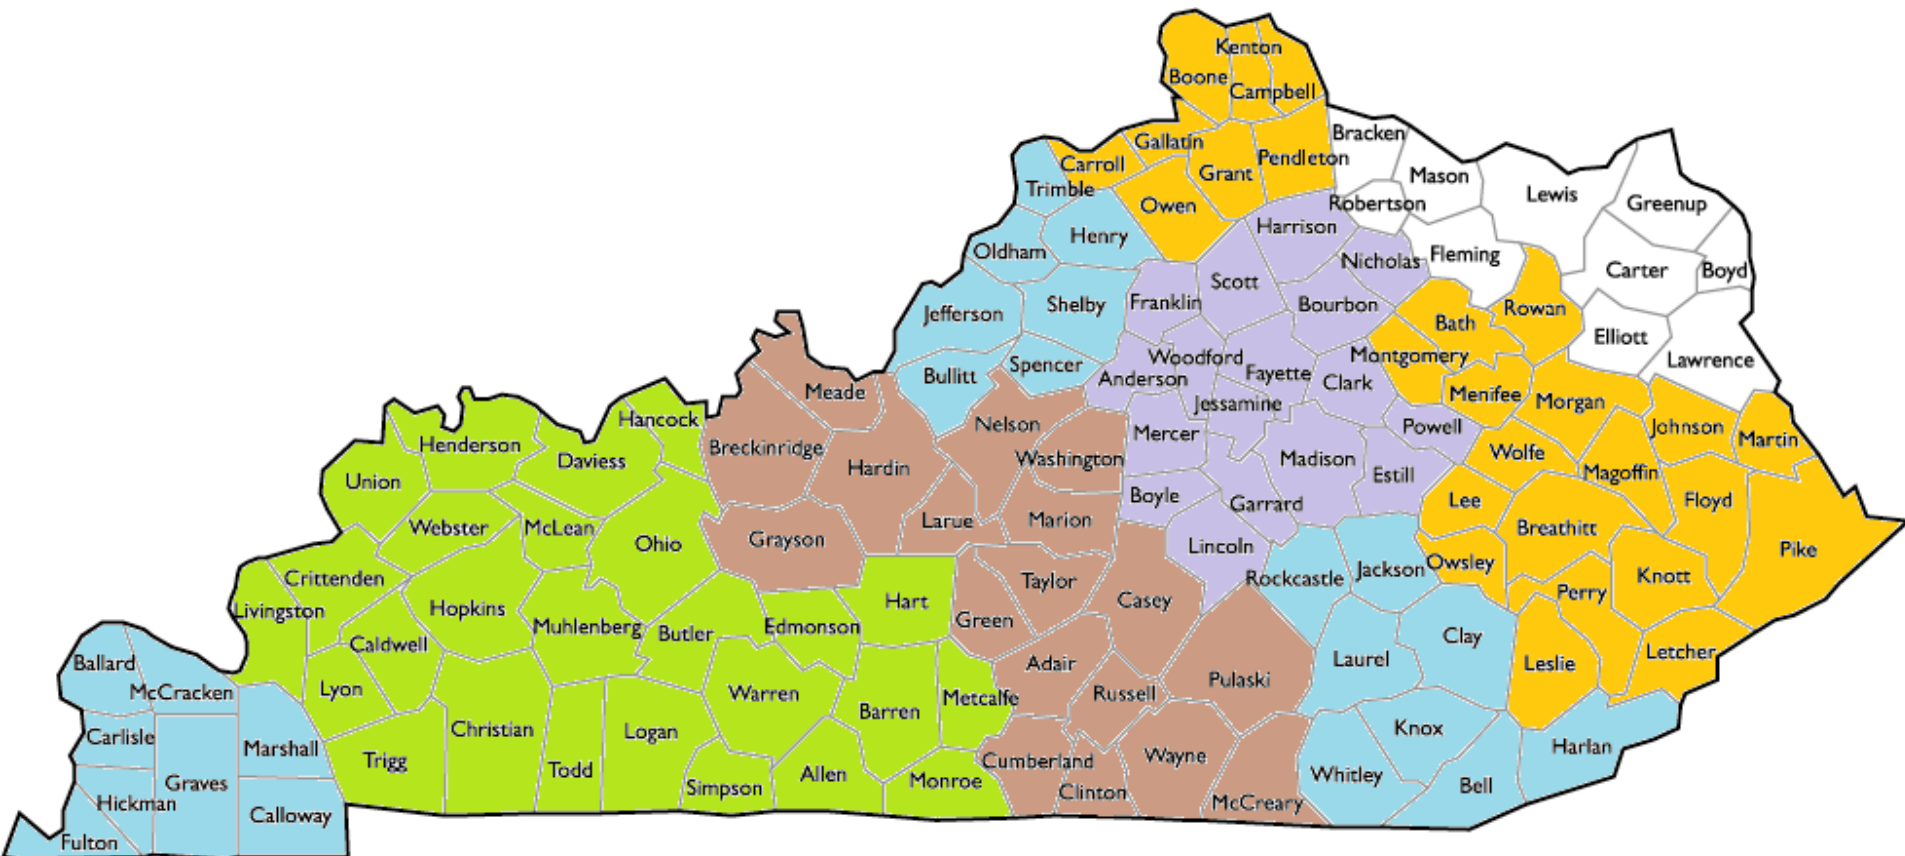 Kenton
Boone
Campbell
Bracken
Gallatin
Pendleton
Carroll
Grant
Mason
Trimble
Lewis
Owen
Robertson
Greenup
Harrison
Henry
Oldham
Fleming
Nicholas
Carter
Boyd
Scott
Franklin
Shelby
Bourbon
Rowan
Jefferson
Bath
Elliott
Woodford
Montgomery
Lawrence
Spencer
Fayette
Bullitt
Anderson
Clark
Meade
Menifee
Morgan
Jessamine
Hancock
Nelson
Powell
Johnson
Mercer
Martin
Henderson
Breckinridge
Wolfe
Daviess
Washington
Madison
Hardin
Magoffin
Estill
Union
Boyle
Lee
Floyd
Garrard
Larue
Marion
Webster
McLean
Breathitt
Grayson
Ohio
Lincoln
Pike
Owsley
Jackson
Crittenden
Rockcastle
Knott
Taylor
Perry
Hart
Casey
Hopkins
Livingston
Green
Muhlenberg
Butler
Edmonson
Clay
Caldwell
Letcher
Laurel
Ballard
Adair
Leslie
Pulaski
Lyon
McCracken
Warren
Russell
Metcalfe
Barren
Knox
Christian
Logan
Carlisle
Marshall
Harlan
Wayne
Trigg
Cumberland
Todd
Allen
Whitley
Monroe
Graves
Bell
Simpson
Clinton
Hickman
McCreary
Calloway
Fulton